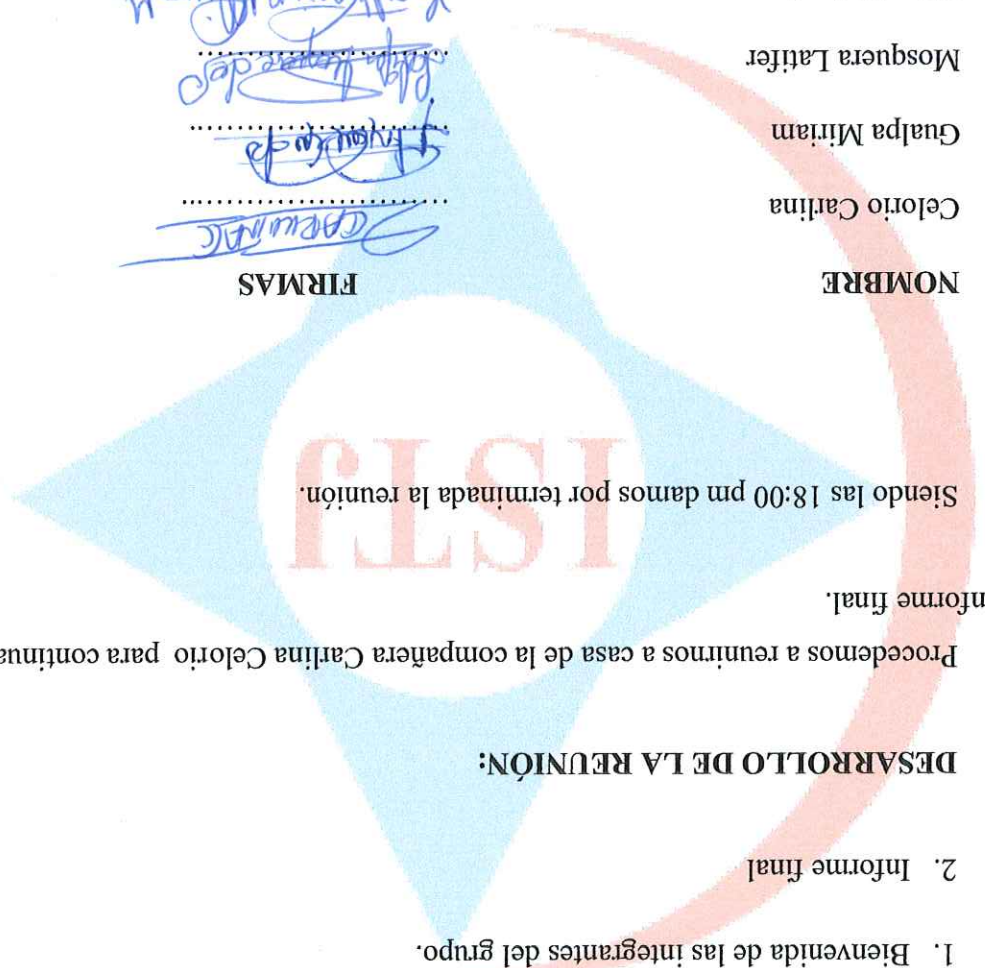 1. Bienvenida de las integrantes del grupo.
2. Informe final
DESARROLLO DE LA REUNIÓN:
Procedemos a reunirnos a casa de la compañera Carlina Celorio para continua
nforme final.
Siendo las 18:00 pm damos por terminada la reunión.
ISTJ
NOMBRE FIRMAS
Celorio Carlina
Gualpa Miriam
Mosquera Latifer